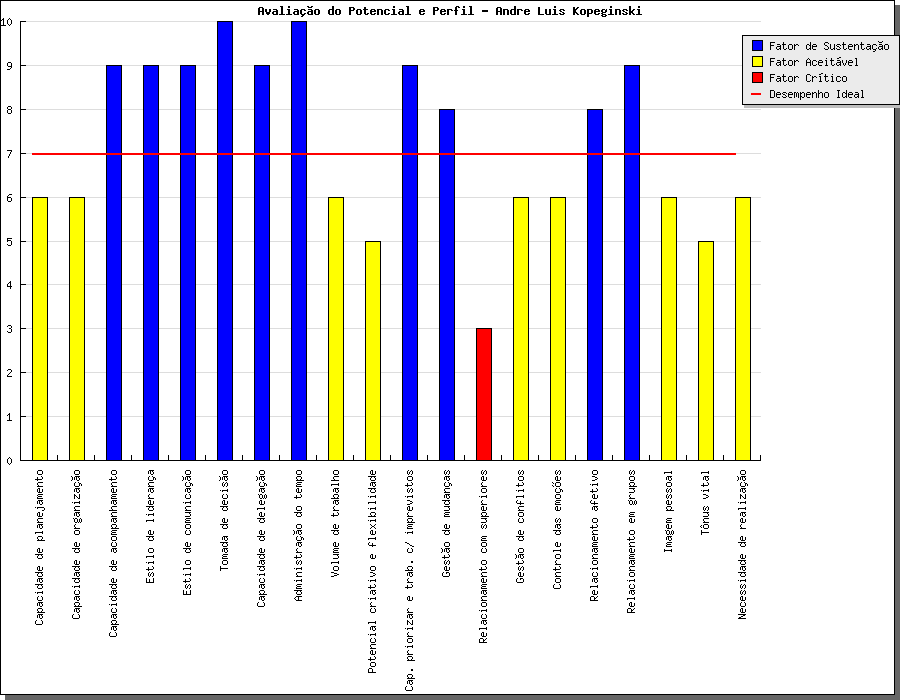 Avaliação do Potencial e Perfil - Andre Luis Kopeginski
Fator de Sustentação
Fator Aceitável
Fator Crítico
Desempenho Ideal
10
9
8
7
6
5
4
3
2
1
0
Capacidade de planejamento
Capacidade de organização
Capacidade de acompanhamento
Estilo de liderança
Estilo de comunicação
Tomada de decisão
Capacidade de delegação
Administração do tempo
Volume de trabalho
Potencial criativo e flexibilidade
Cap. priorizar e trab. c/ imprevistos
Gestão de mudanças
Relacionamento com superiores
Gestão de conflitos
Controle das emoções
Relacionamento afetivo
Relacionamento em grupos
Imagem pessoal
Tônus vital
Necessidade de realização